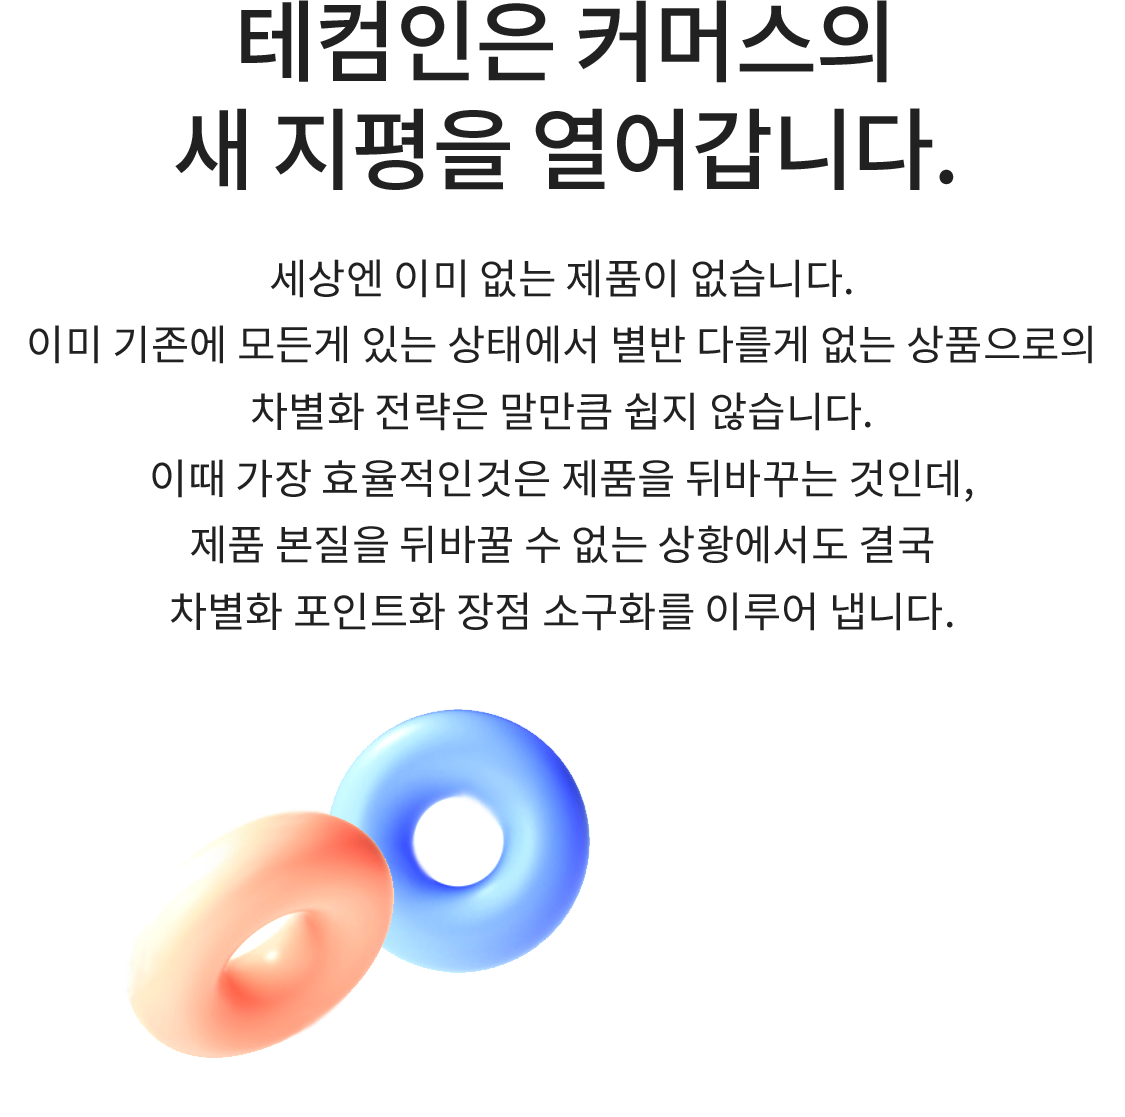 테컴인은 커머스의
새 지평을 열어갑니다.
세상엔 이미 없는 제품이 없습니다.
이미 기존에 모든게 있는 상태에서 별반 다를게 없는 상품으로의
차별화 전략은 말만큼 쉽지 않습니다.
이때 가장 효율적인것은 제품을 뒤바꾸는 것인데,
제품 본질을 뒤바꿀 수 없는 상황에서도 결국
차별화 포인트화 장점 소구화를 이루어 냅니다.